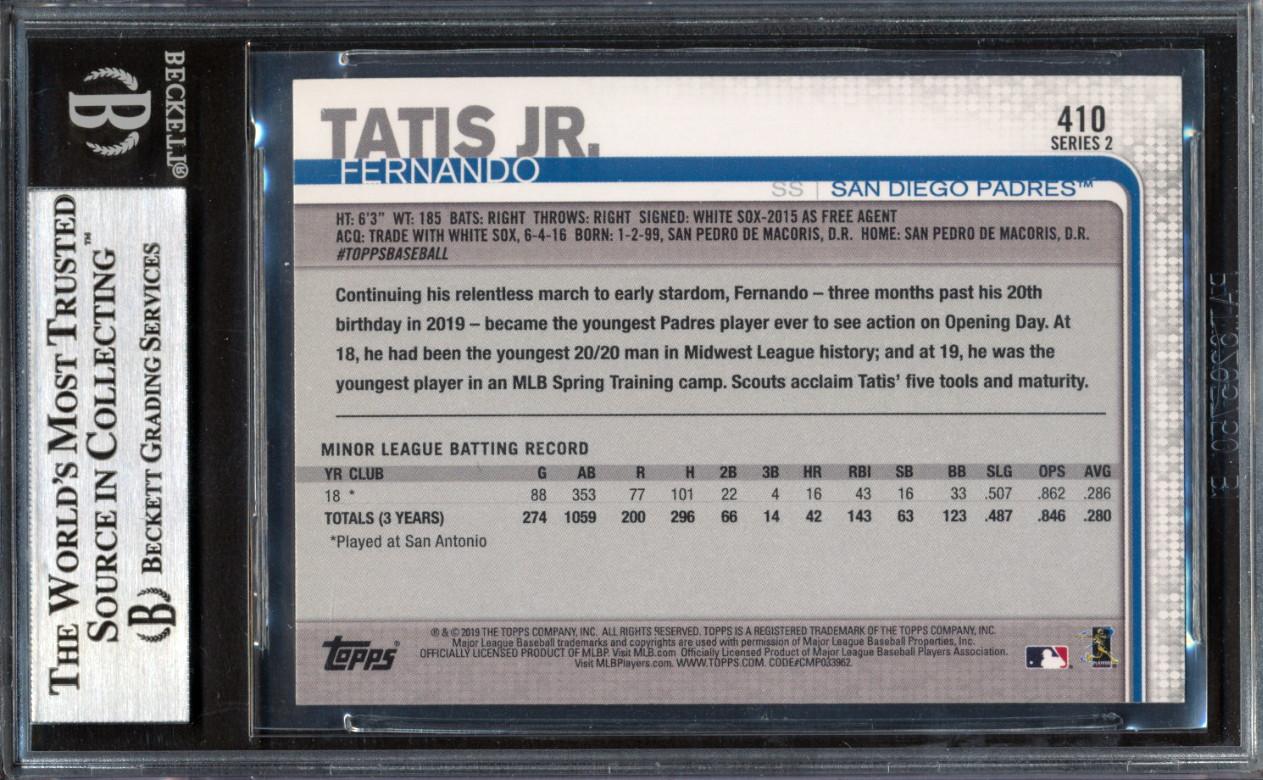 BECKETT®
THE WORLD'S MOST TRUSTED
SOURCE IN COLLECTING™
B BECKETT GRADING SERVICES
TATIS JR.
FERNANDO
410
SERIES 2
SS | SAN DIEGO PADRES™
HT: 6'3" WT: 185 BATS: RIGHT THROWS: RIGHT SIGNED: WHITE SOX-2015 AS FREE AGENT
ACQ: TRADE WITH WHITE SOX, 6-4-16 BORN: 1-2-99, SAN PEDRO DE MACORIS, D.R. HOME: SAN PEDRO DE MACORIS, D.R.
#TOPPSBASEBALL
Continuing his relentless march to early stardom, Fernando – three months past his 20th
birthday in 2019 – became the youngest Padres player ever to see action on Opening Day. At
18, he had been the youngest 20/20 man in Midwest League history; and at 19, he was the
youngest player in an MLB Spring Training camp. Scouts acclaim Tatis' five tools and maturity.
MINOR LEAGUE BATTING RECORD
YR CLUB G AB R H 2B 3B HR RBI SB BB SLG OPS AVG
18 * 88 353 77 101 22 4 16 43 16 33 .507 .862 .286
TOTALS (3 YEARS) 274 1059 200 296 66 14 42 143 63 123 .487 .846 .280
*Played at San Antonio
topps®
® & © 2019 THE TOPPS COMPANY, INC. ALL RIGHTS RESERVED. TOPPS IS A REGISTERED TRADEMARK OF THE TOPPS COMPANY, INC.
Major League Baseball trademarks and copyrights are used with permission of Major League Baseball Properties, Inc.
OFFICIALLY LICENSED PRODUCT OF MLBP. Visit MLB.com Officially Licensed Product of Major League Baseball Players Association.
Visit MLBPlayers.com. WWW.TOPPS.COM. CODE#CMP033962.